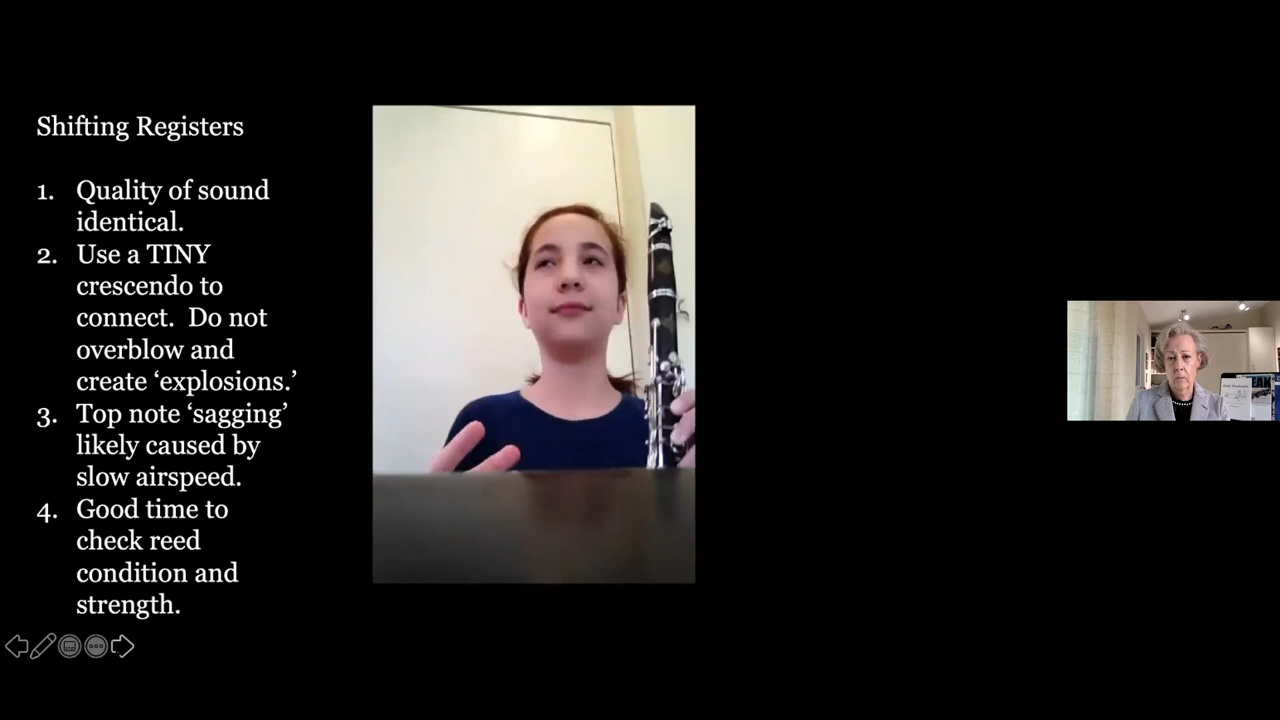 Shifting Registers
1. Quality of sound
identical.
2. Use a TINY
crescendo to
connect.  Do not
overblow and
create ‘explosions.’
3. Top note ‘sagging’
likely caused by
slow airspeed.
4. Good time to
check reed
condition and
strength.